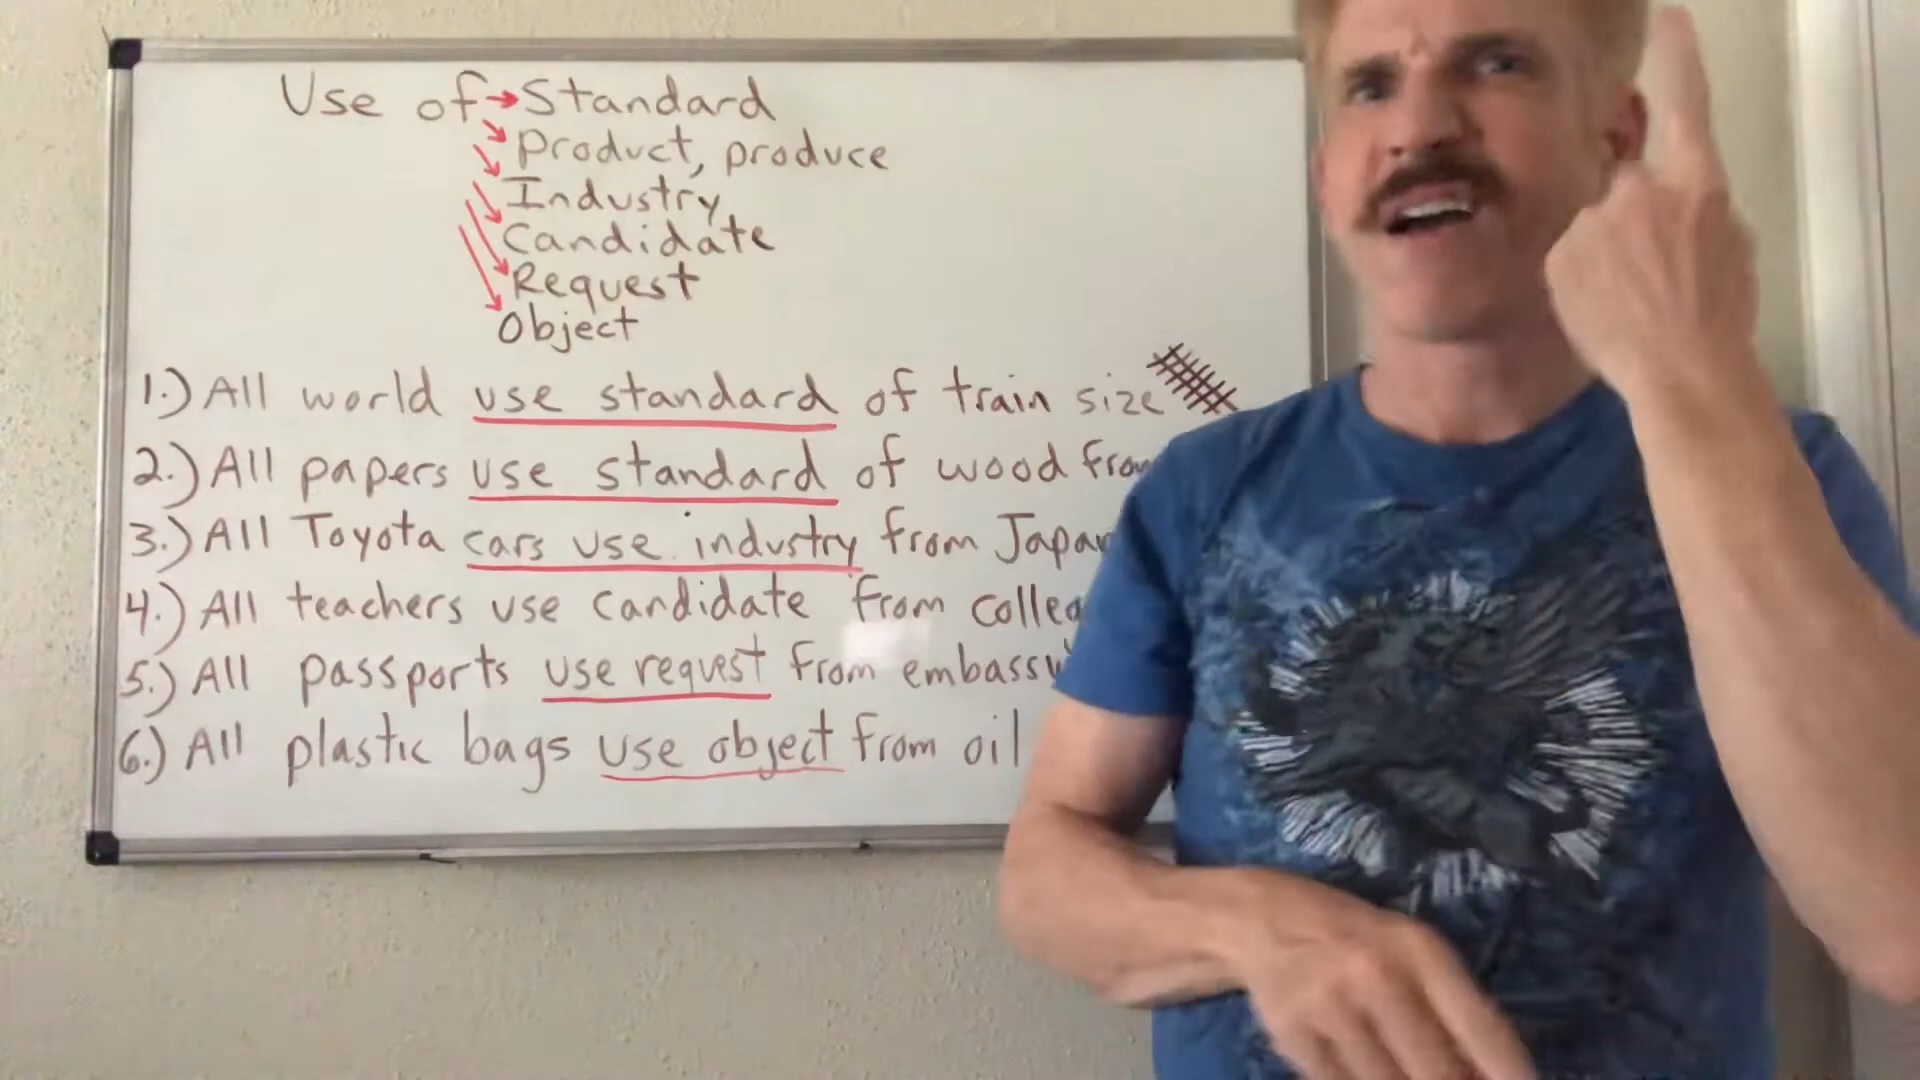 Use of → Standard
Product, produce
Industry
Candidate
Request
Object
1.) All world use standard of train size
2.) All papers use standard of wood
3.) All Toyota cars use industry from
4.) All teachers use candidate from
5.) All passports use request from
6.) All plastic bags use object from oil